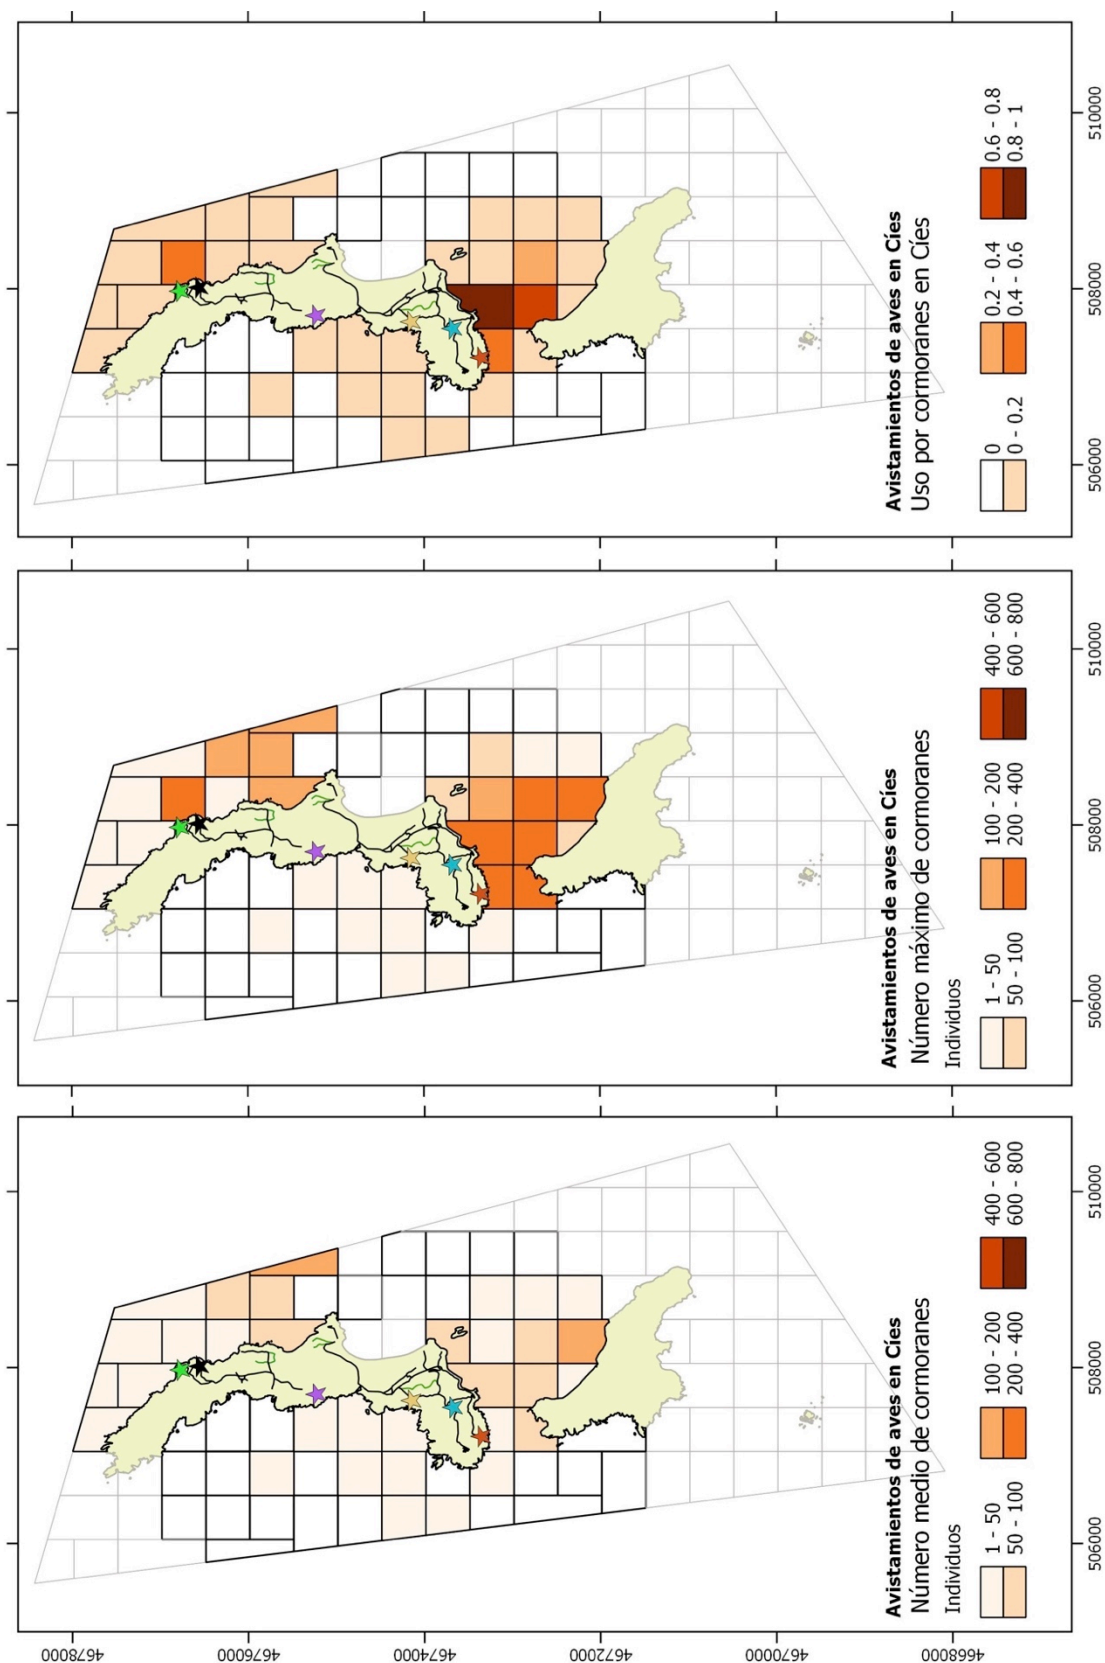 Avistamientos de aves en Cíes
Número medio de cormoranes
Individuos
1 - 50
50 - 100
100 - 200
200 - 400
400 - 600
600 - 800
4678000
4676000
4674000
4672000
4670000
4668000
506000
508000
510000
Avistamientos de aves en Cíes
Número máximo de cormoranes
Individuos
1 - 50
50 - 100
100 - 200
200 - 400
400 - 600
600 - 800
506000
508000
510000
Avistamientos de aves en Cíes
Uso por cormoranes en Cíes
0
0 - 0.2
0.2 - 0.4
0.4 - 0.6
0.6 - 0.8
0.8 - 1
506000
508000
510000